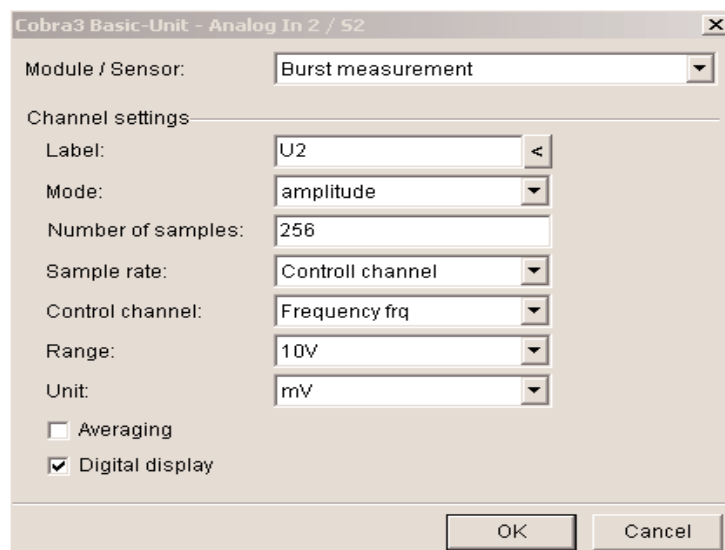 Cobra3 Basic-Unit - Analog In 2 / S2
Module / Sensor: Burst measurement
Channel settings
Label: U2 <
Mode: amplitude
Number of samples: 256
Sample rate: Controll channel
Control channel: Frequency frq
Range: 10V
Unit: mV
Averaging
Digital display
OK Cancel